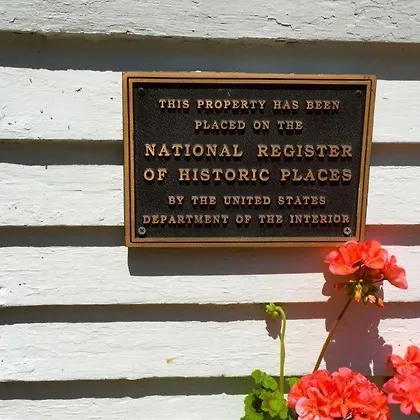 THIS PROPERTY HAS BEEN
PLACED ON THE
NATIONAL REGISTER
OF HISTORIC PLACES
BY THE UNITED STATES
DEPARTMENT OF THE INTERIOR